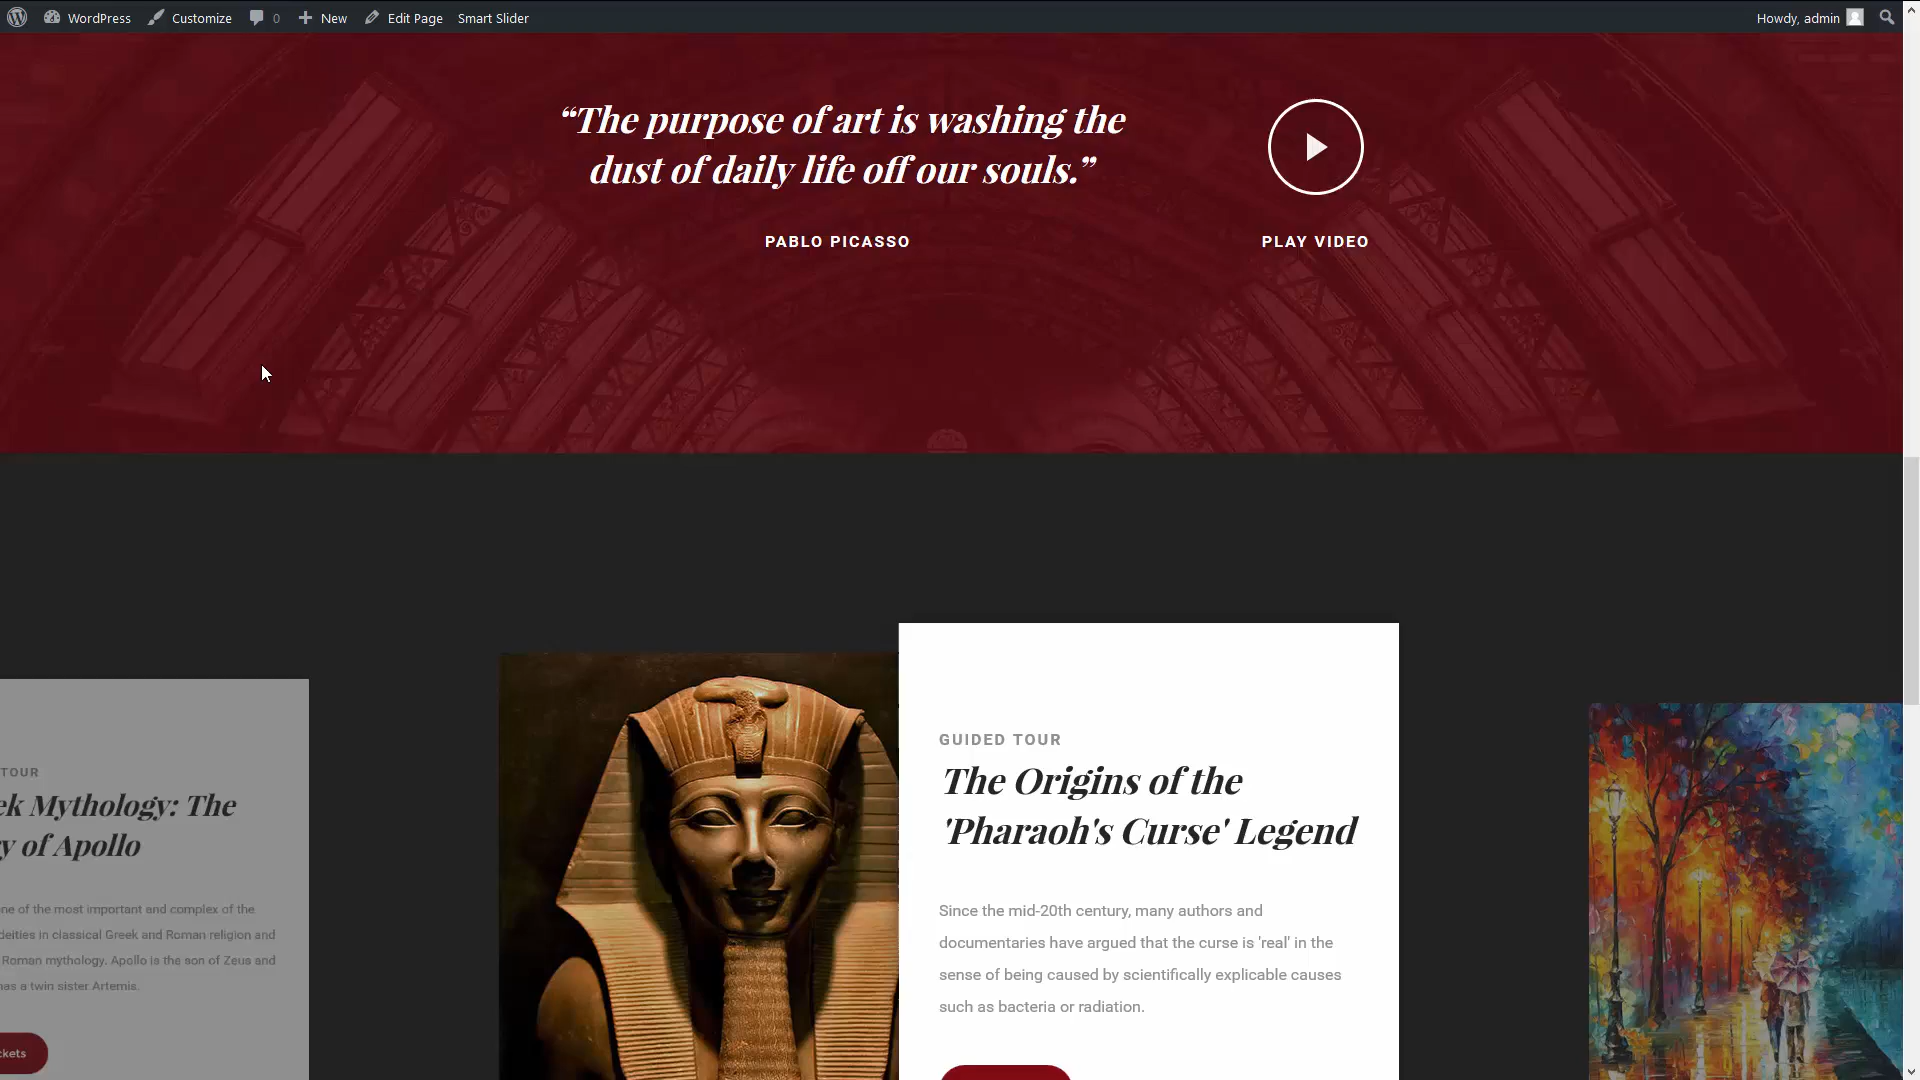 WordPress Customize 0 New Edit Page Smart Slider Howdy, admin
“The purpose of art is washing the
dust of daily life off our souls.”
PABLO PICASSO
PLAY VIDEO
TOUR
ek Mythology: The
y of Apollo
ne of the most important and complex of the
deities in classical Greek and Roman religion and
Roman mythology. Apollo is the son of Zeus and
has a twin sister Artemis.
ckets
GUIDED TOUR
The Origins of the
'Pharaoh's Curse' Legend
Since the mid-20th century, many authors and
documentaries have argued that the curse is 'real' in the
sense of being caused by scientifically explicable causes
such as bacteria or radiation.